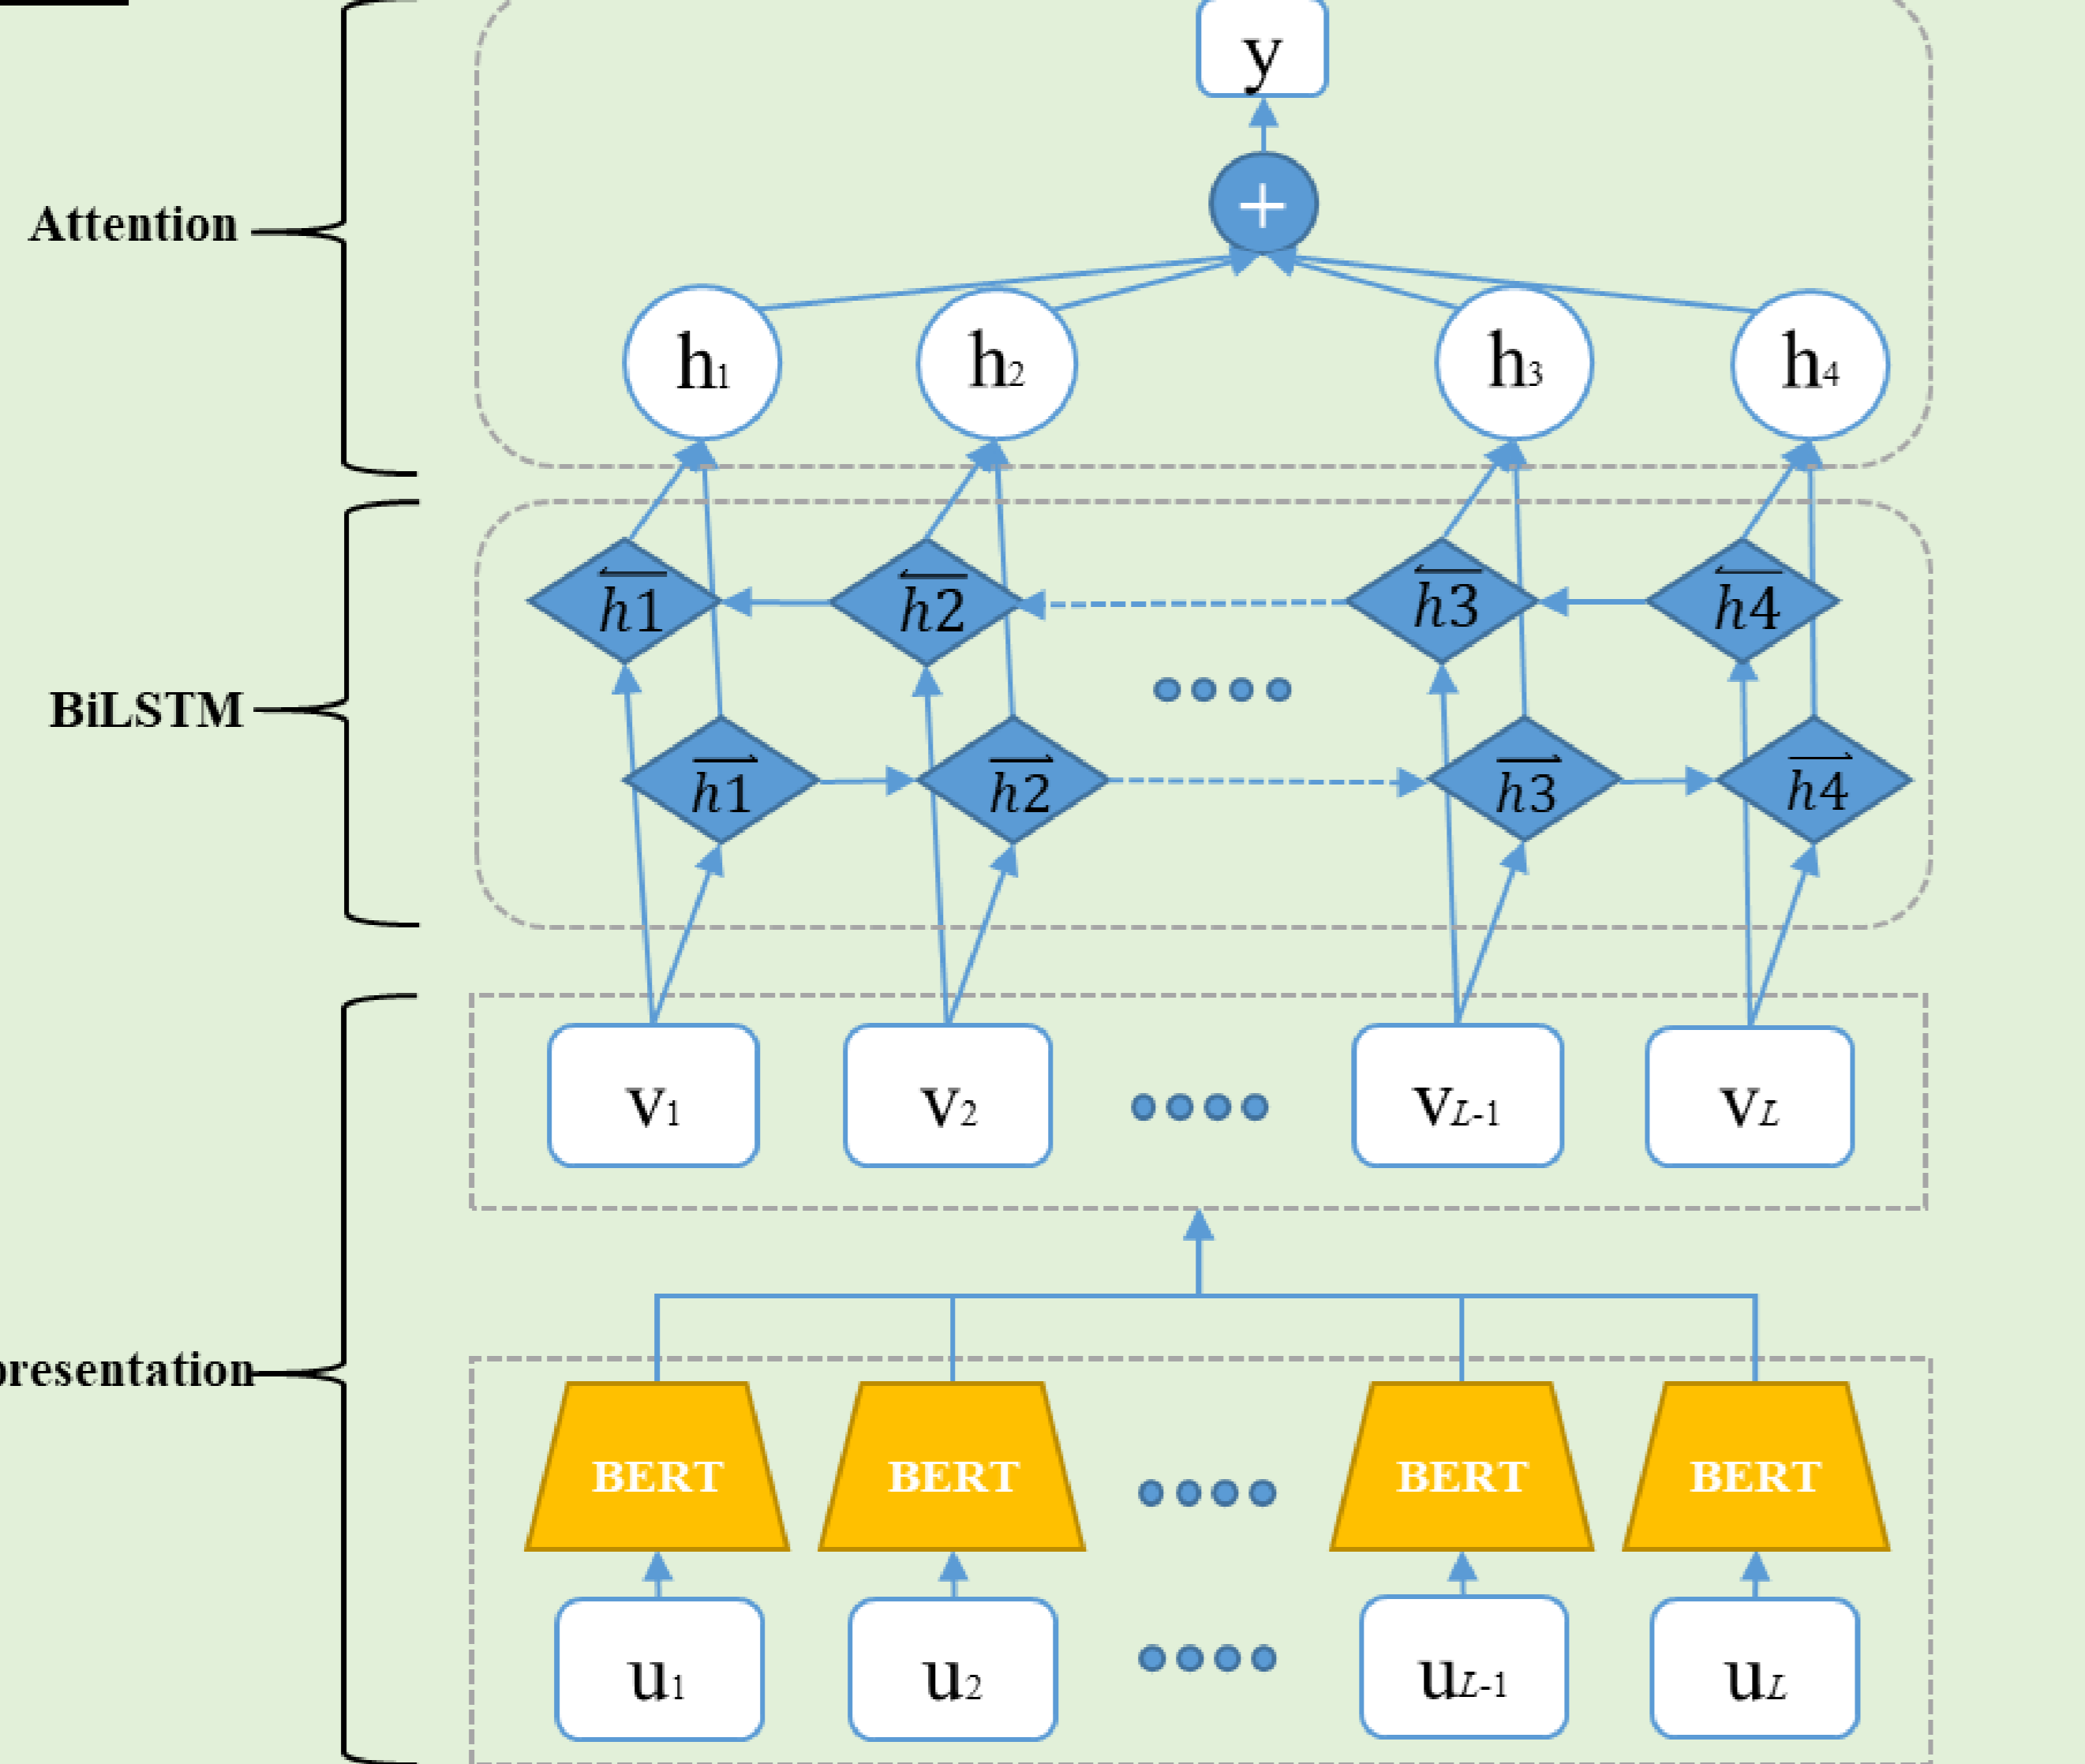 y
+
Attention
h1 h2 h3 h4
h1 h2 h3 h4
BiLSTM
h1 h2 h3 h4
v1 v2 vL-1 vL
presentation
BERT BERT BERT BERT
u1 u2 uL-1 uL